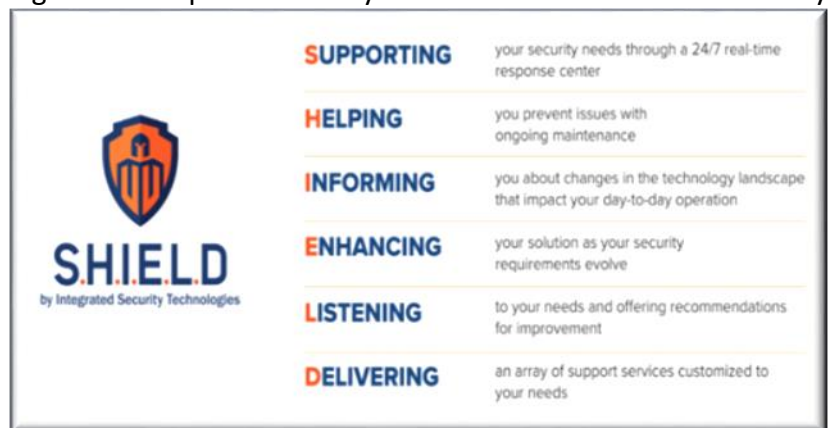 SUPPORTING
your security needs through a 24/7 real-time
response center
HELPING
you prevent issues with
ongoing maintenance
INFORMING
you about changes in the technology landscape
that impact your day-to-day operation
ENHANCING
your solution as your security
requirements evolve
LISTENING
to your needs and offering recommendations
for improvement
DELIVERING
an array of support services customized to
your needs
S.H.I.E.L.D
by Integrated Security Technologies